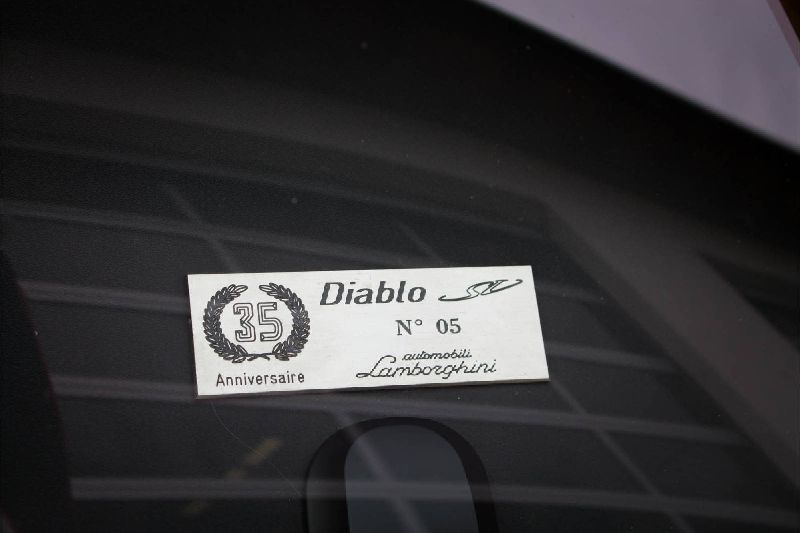 35
Anniversaire
Diablo SV
N° 05
automobili
Lamborghini